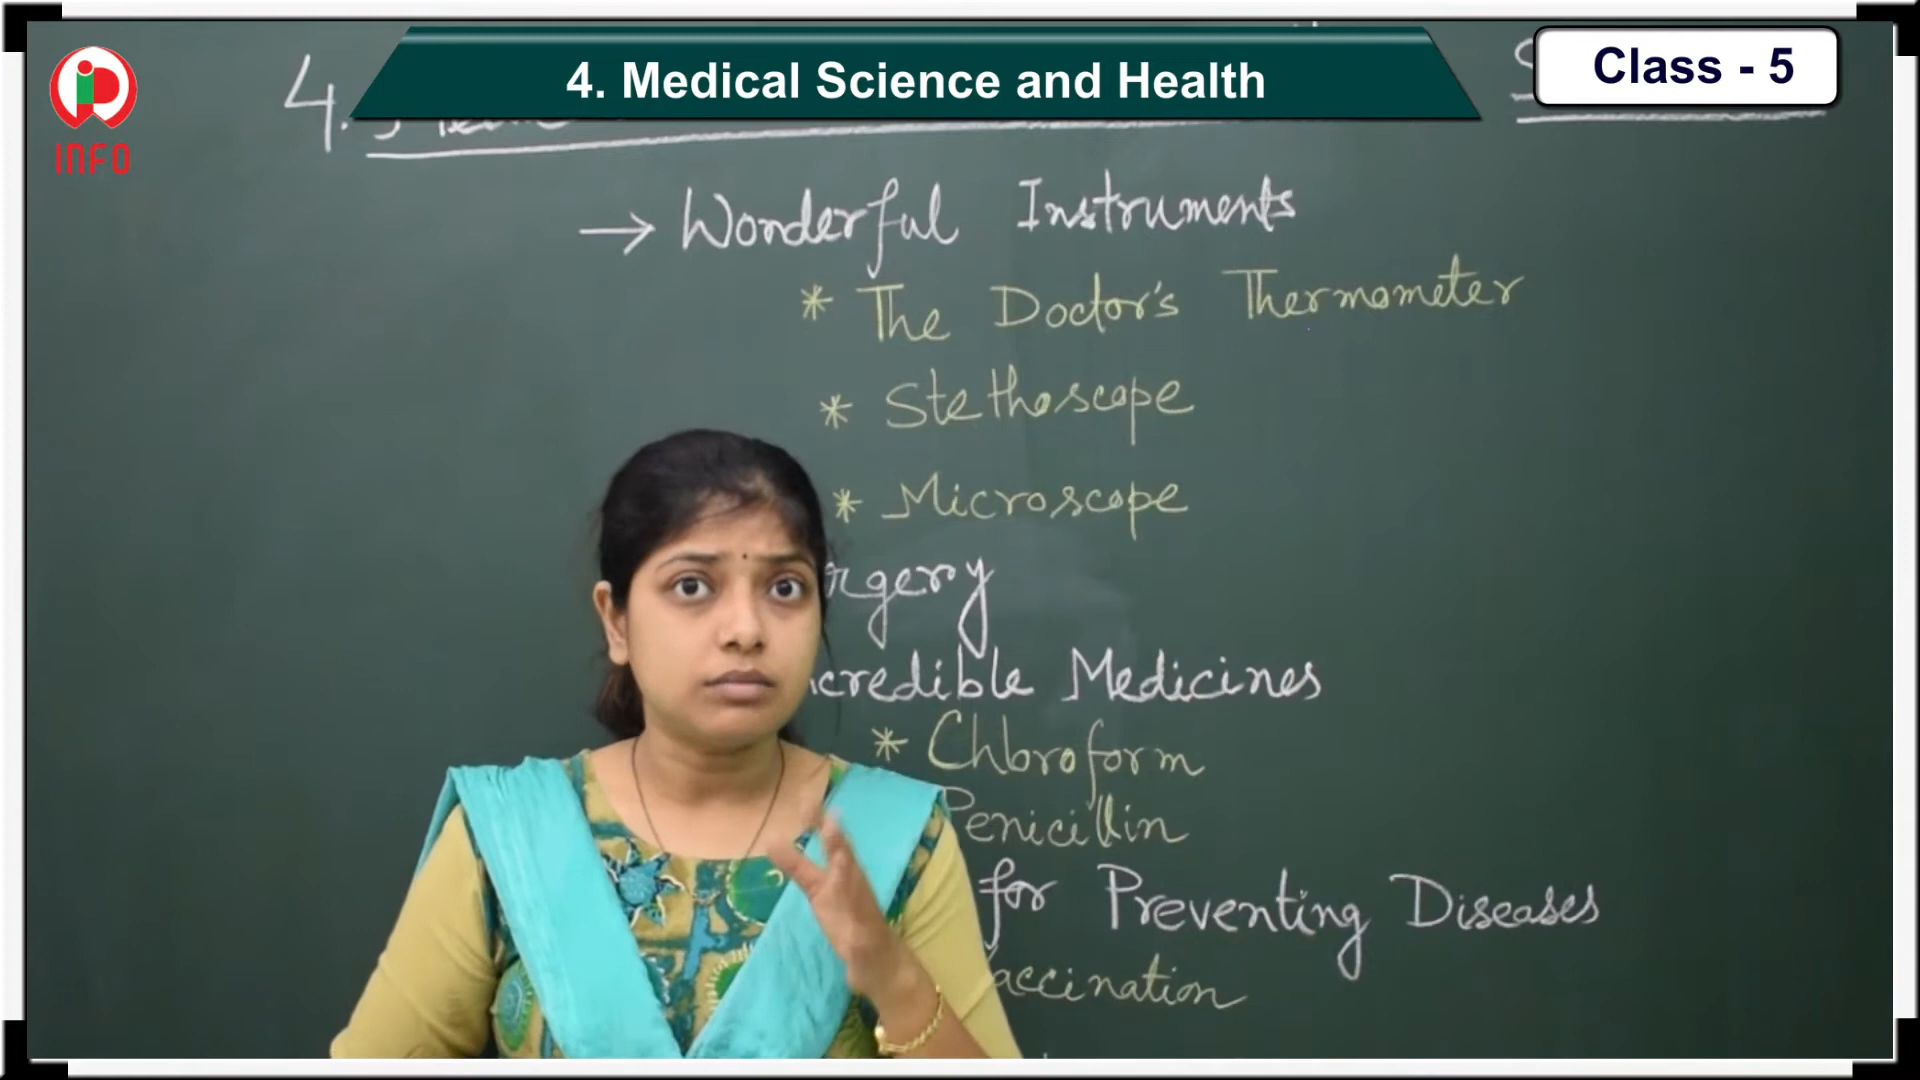 4. Medical Science and Health
Class - 5
INFO
4.
→ Wonderful Instruments
* The Doctor's Thermometer
* Stethoscope
* Microscope
rgery
ncredible Medicines
* Chloroform
Penicillin
for Preventing Diseases
accination